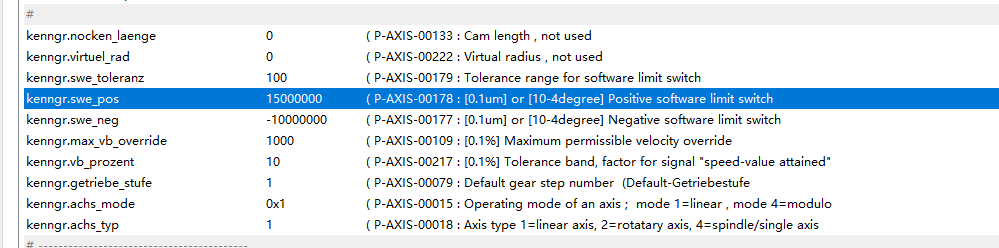 #
kenngr.nocken_laenge 0 ( P-AXIS-00133 : Cam length , not used
kenngr.virtuel_rad 0 ( P-AXIS-00222 : Virtual radius , not used
kenngr.swe_toleranz 100 ( P-AXIS-00179 : Tolerance range for software limit switch
kenngr.swe_pos 15000000 ( P-AXIS-00178 : [0.1um] or [10-4degree] Positive software limit switch
kenngr.swe_neg -10000000 ( P-AXIS-00177 : [0.1um] or [10-4degree] Negative software limit switch
kenngr.max_vb_override 1000 ( P-AXIS-00109 : [0.1%] Maximum permissible velocity override
kenngr.vb_prozent 10 ( P-AXIS-00217 : [0.1%] Tolerance band, factor for signal "speed-value attained"
kenngr.getriebe_stufe 1 ( P-AXIS-00079 : Default gear step number (Default-Getriebestufe
kenngr.achs_mode 0x1 ( P-AXIS-00015 : Operating mode of an axis ; mode 1=linear , mode 4=modulo
kenngr.achs_typ 1 ( P-AXIS-00018 : Axis type 1=linear axis, 2=rotatary axis, 4=spindle/single axis
# ------------------------------------------